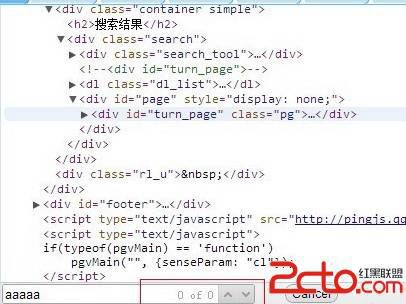 ▼<div class="container simple">
<h2>搜索结果</h2>
▼<div class="search">
▶<div class="search_tool">…</div>
<!--<div id="turn_page">-->
▶<dl class="dl_list">…</dl>
▼<div id="page" style="display: none;">
▶<div id="turn_page" class="pg">…</div>
</div>
</div>
<div class="rl_u">&nbsp;</div>
</div>
▶<div id="footer">…</div>
<script type="text/javascript" src="http://pingjs.qq
<script type="text/javascript">
if(typeof(pgvMain) == 'function')
pgvMain("", {senseParam: "cl"});
</script>
aaaaa
0 of 0
Cancel
2cto.com
红黑联盟